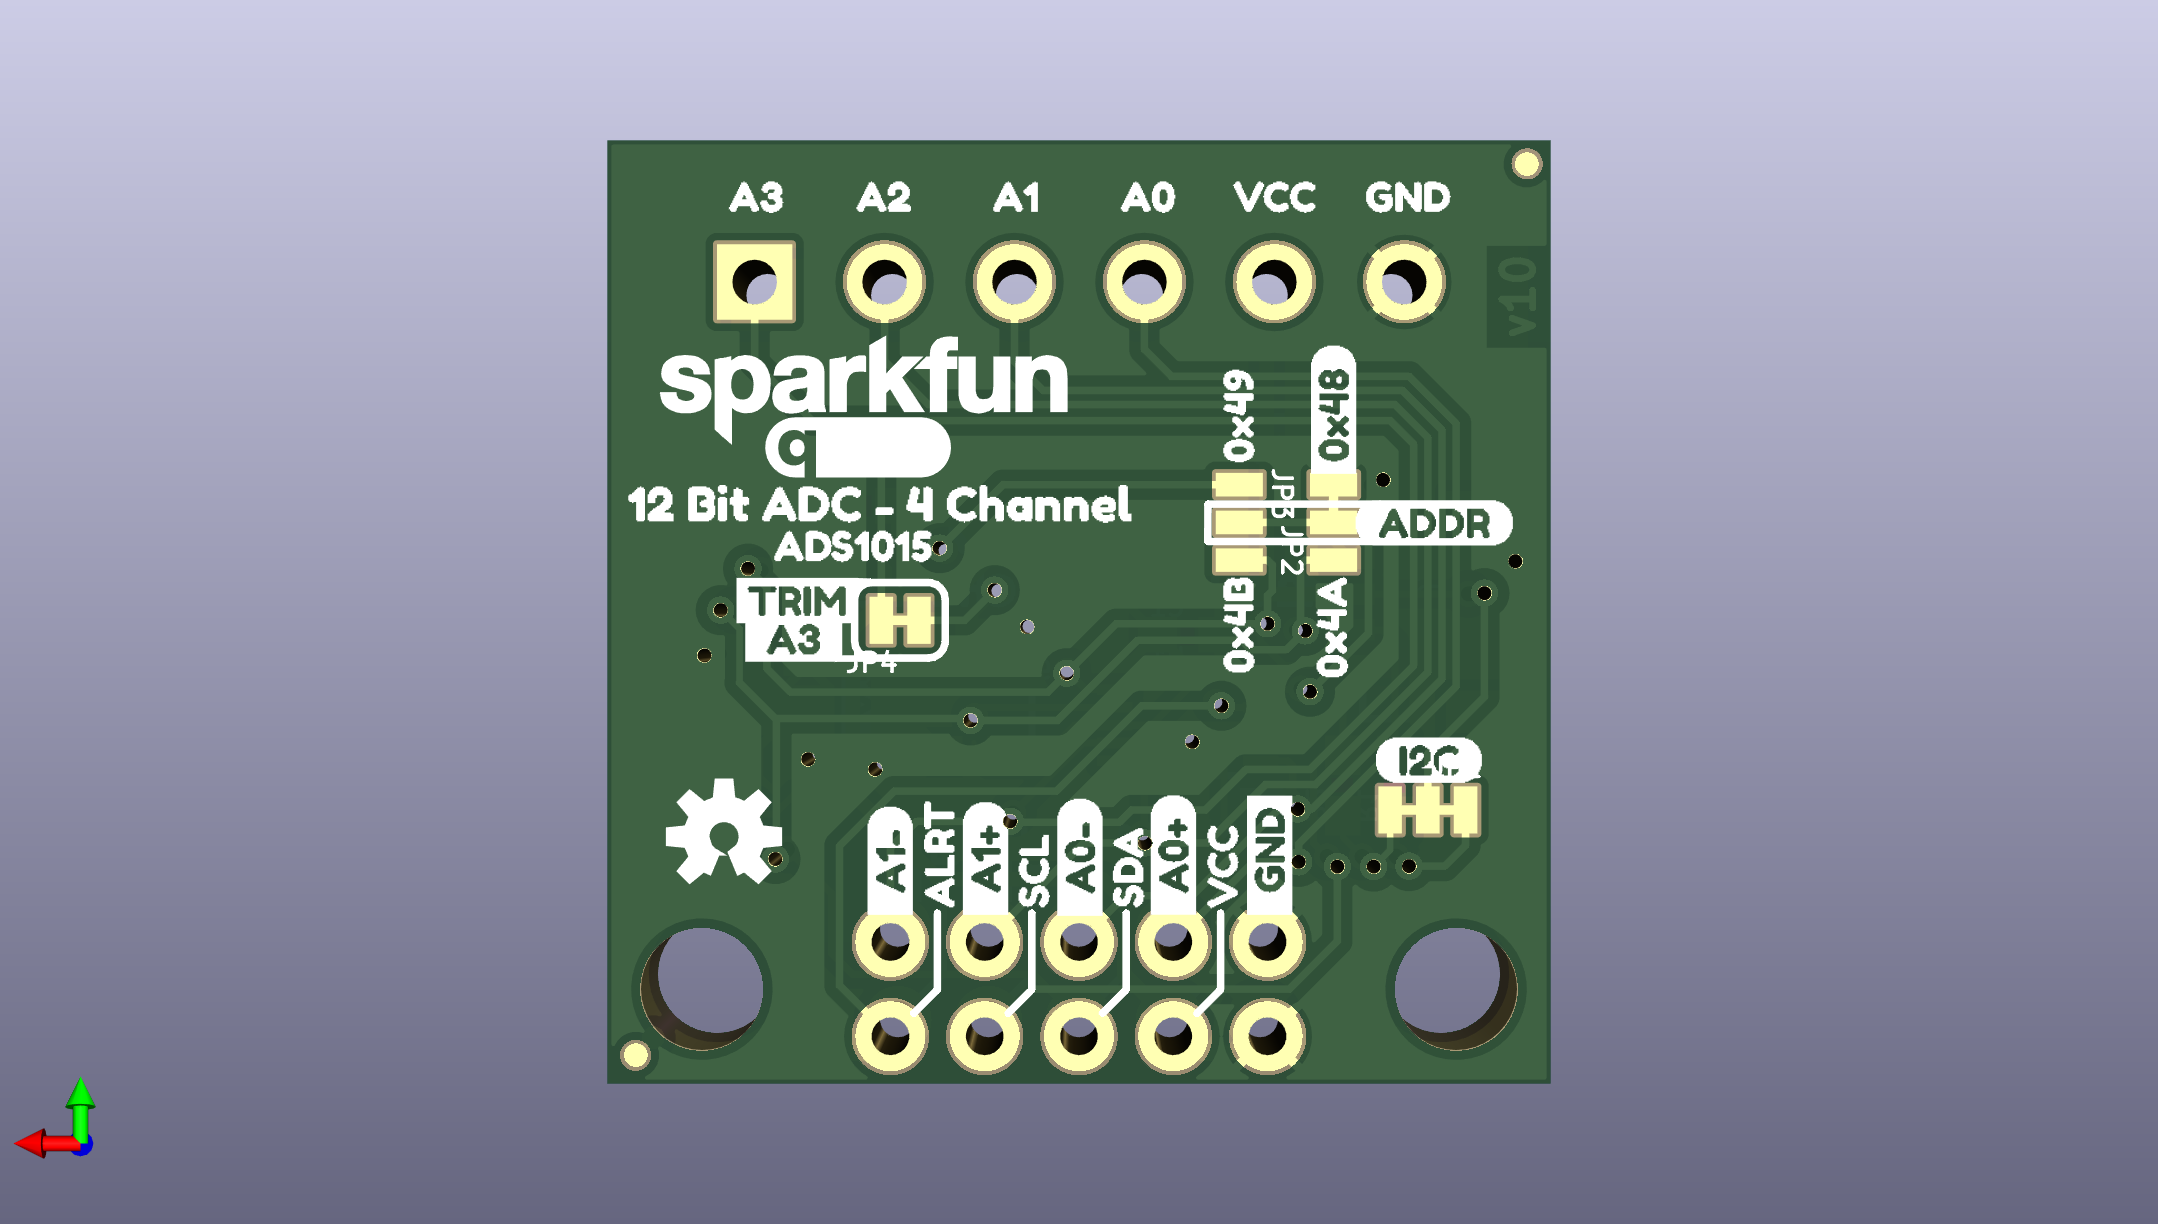 A3 A2 A1 A0 VCC GND
v10
sparkfun
q
12 Bit ADC - 4 Channel
ADS1015
TRIM
A3
JP4
0x49
0x48
JP3
ADDR
JP2
0x4B
0x4A
I2C
A1-
ALRT
A1+
SCL
A0-
SDA
A0+
VCC
GND